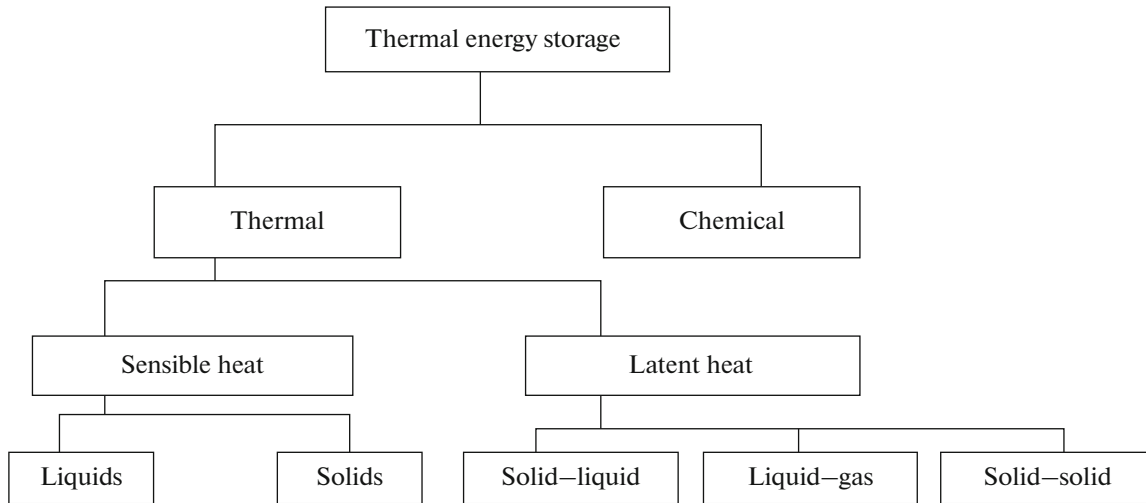 Thermal energy storage
Thermal
Chemical
Sensible heat
Latent heat
Liquids
Solids
Solid–liquid
Liquid–gas
Solid–solid